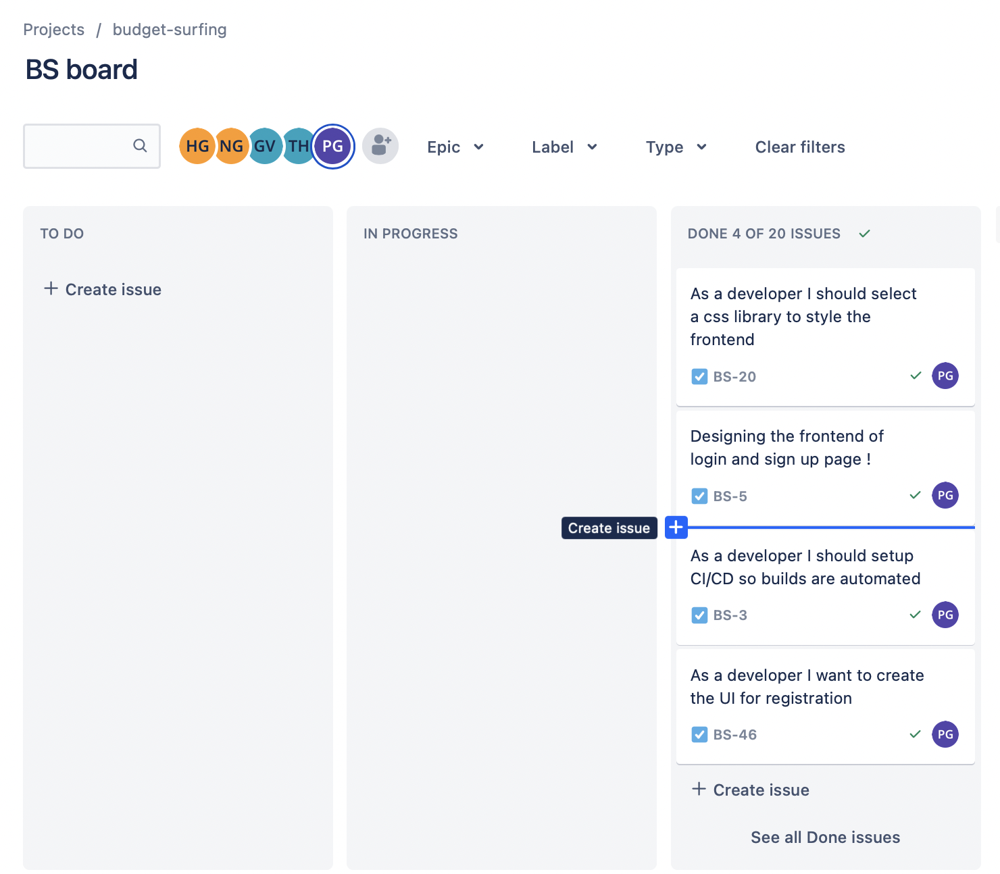 Projects / budget-surfing
BS board
HG NG GV TH PG Epic Label Type Clear filters
TO DO
Create issue
IN PROGRESS
DONE 4 OF 20 ISSUES
As a developer I should select
a css library to style the
frontend
BS-20 PG
Designing the frontend of
login and sign up page !
BS-5 PG
Create issue
As a developer I should setup
CI/CD so builds are automated
BS-3 PG
As a developer I want to create
the UI for registration
BS-46 PG
Create issue
See all Done issues